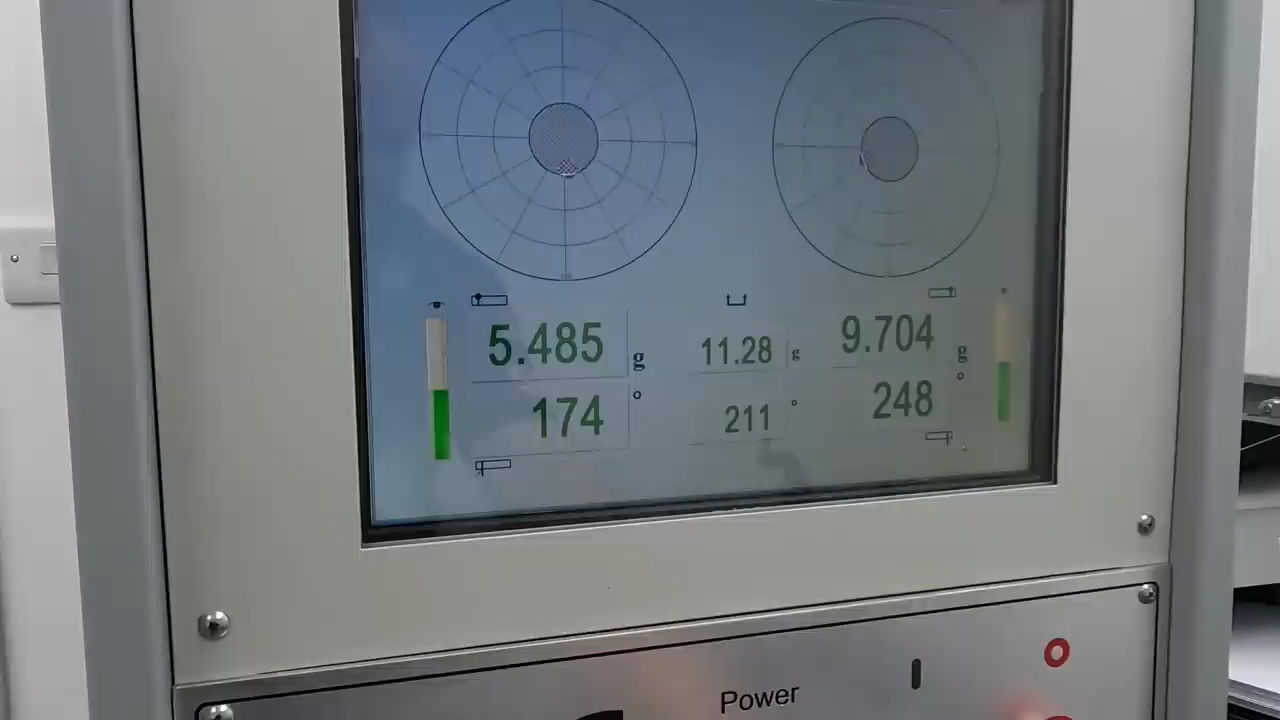 5.485 g 11.28 g 9.704 g
174 ° 211 ° 248 °
Power